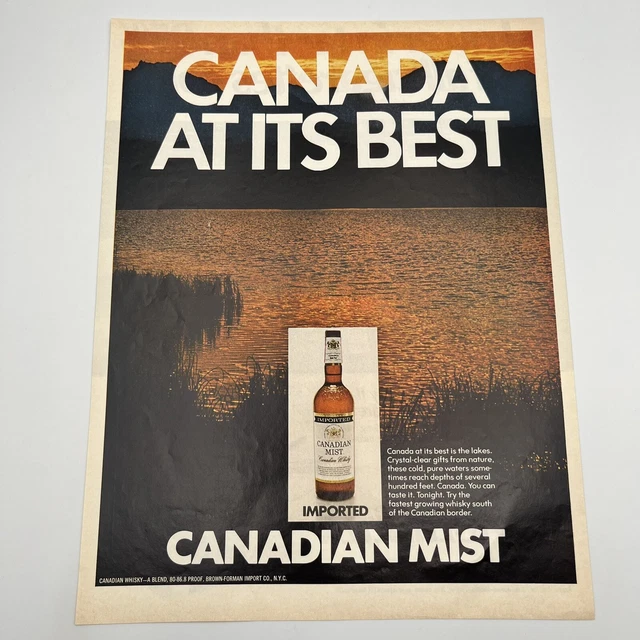 CANADA
AT ITS BEST
IMPORTED
CANADIAN
MIST
Canadian Whisky
IMPORTED
Canada at its best is the lakes.
Crystal-clear gifts from nature,
these cold, pure waters some-
times reach depths of several
hundred feet. Canada. You can
taste it. Tonight. Try the
fastest growing whisky south
of the Canadian border.
CANADIAN MIST
CANADIAN WHISKY—A BLEND, 80-86.8 PROOF, BROWN-FORMAN IMPORT CO., N.Y.C.